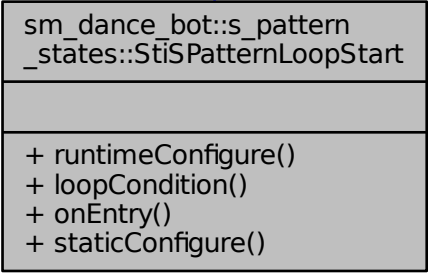 sm_dance_bot::s_pattern
_states::StiSPatternLoopStart
+ runtimeConfigure()
+ loopCondition()
+ onEntry()
+ staticConfigure()